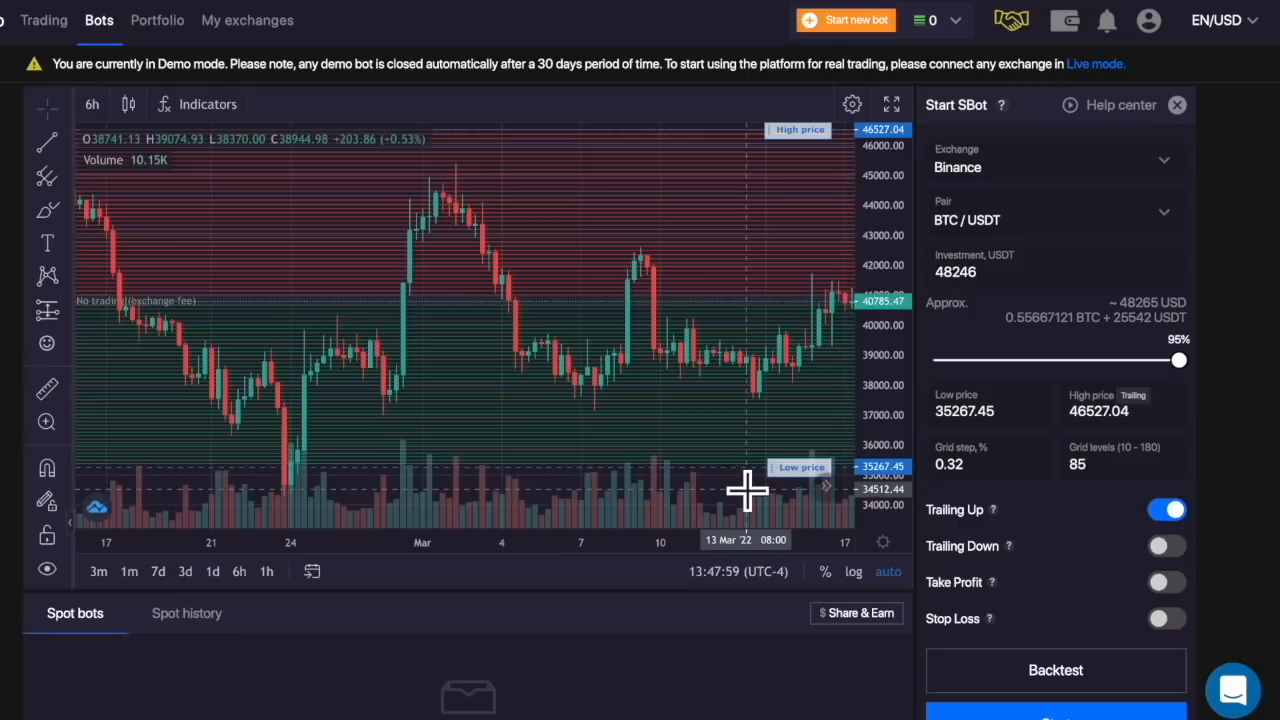 Trading Bots Portfolio My exchanges Start new bot 0 EN/USD
You are currently in Demo mode. Please note, any demo bot is closed automatically after a 30 days period of time. To start using the platform for real trading, please connect any exchange in Live mode.
6h Indicators
O38741.13 H39074.93 L38370.00 C38944.98 +203.86 (+0.53%)
Volume 10.15K
High price 46527.04
46000.00
45000.00
44000.00
43000.00
42000.00
No trading (exchange fee) 40785.47
40000.00
39000.00
38000.00
37000.00
36000.00
Low price 35267.45
34512.44
34000.00
17 21 24 Mar 4 7 10 13 Mar '22 08:00 17
3m 1m 7d 3d 1d 6h 1h 13:47:59 (UTC-4) % log auto
Spot bots Spot history $ Share & Earn
Start SBot ? Help center
Exchange
Binance
Pair
BTC / USDT
Investment, USDT
48246
Approx. ~ 48265 USD
0.55667121 BTC + 25542 USDT
95%
Low price High price Trailing
35267.45 46527.04
Grid step, % Grid levels (10 - 180)
0.32 85
Trailing Up ?
Trailing Down ?
Take Profit ?
Stop Loss ?
Backtest